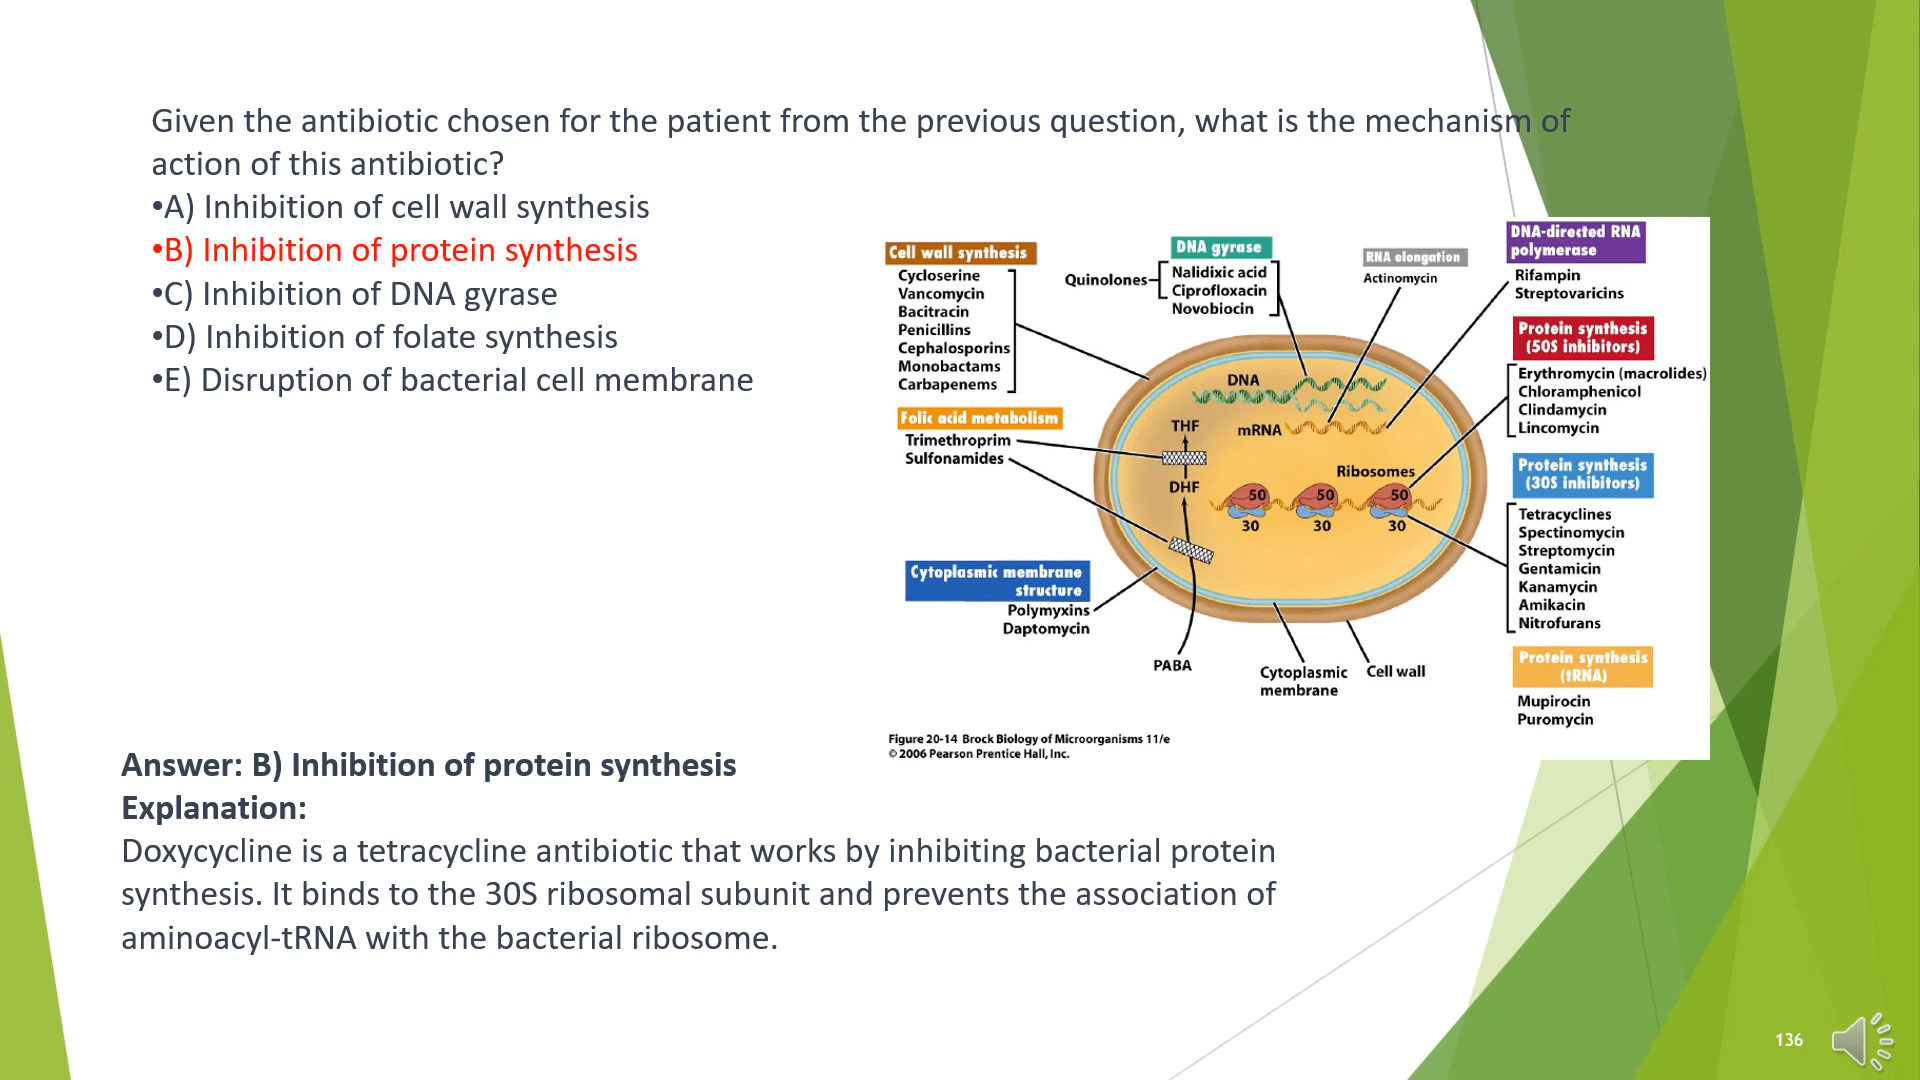 Given the antibiotic chosen for the patient from the previous question, what is the mechanism of
action of this antibiotic?
•A) Inhibition of cell wall synthesis
•B) Inhibition of protein synthesis
•C) Inhibition of DNA gyrase
•D) Inhibition of folate synthesis
•E) Disruption of bacterial cell membrane
Cell wall synthesis
Cycloserine
Vancomycin
Bacitracin
Penicillins
Cephalosporins
Monobactams
Carbapenems
Folic acid metabolism
Trimethroprim
Sulfonamides
Cytoplasmic membrane
structure
Polymyxins
Daptomycin
Quinolones
DNA gyrase
Nalidixic acid
Ciprofloxacin
Novobiocin
RNA elongation
Actinomycin
DNA-directed RNA
polymerase
Rifampin
Streptovaricins
Protein synthesis
(50S inhibitors)
Erythromycin (macrolides)
Chloramphenicol
Clindamycin
Lincomycin
Protein synthesis
(30S inhibitors)
Tetracyclines
Spectinomycin
Streptomycin
Gentamicin
Kanamycin
Amikacin
Nitrofurans
Protein synthesis
(tRNA)
Mupirocin
Puromycin
DNA
THF
mRNA
Ribosomes
DHF
50 50 50
30 30 30
PABA
Cytoplasmic
membrane
Cell wall
Figure 20-14 Brock Biology of Microorganisms 11/e
© 2006 Pearson Prentice Hall, Inc.
Answer: B) Inhibition of protein synthesis
Explanation:
Doxycycline is a tetracycline antibiotic that works by inhibiting bacterial protein
synthesis. It binds to the 30S ribosomal subunit and prevents the association of
aminoacyl-tRNA with the bacterial ribosome.
136